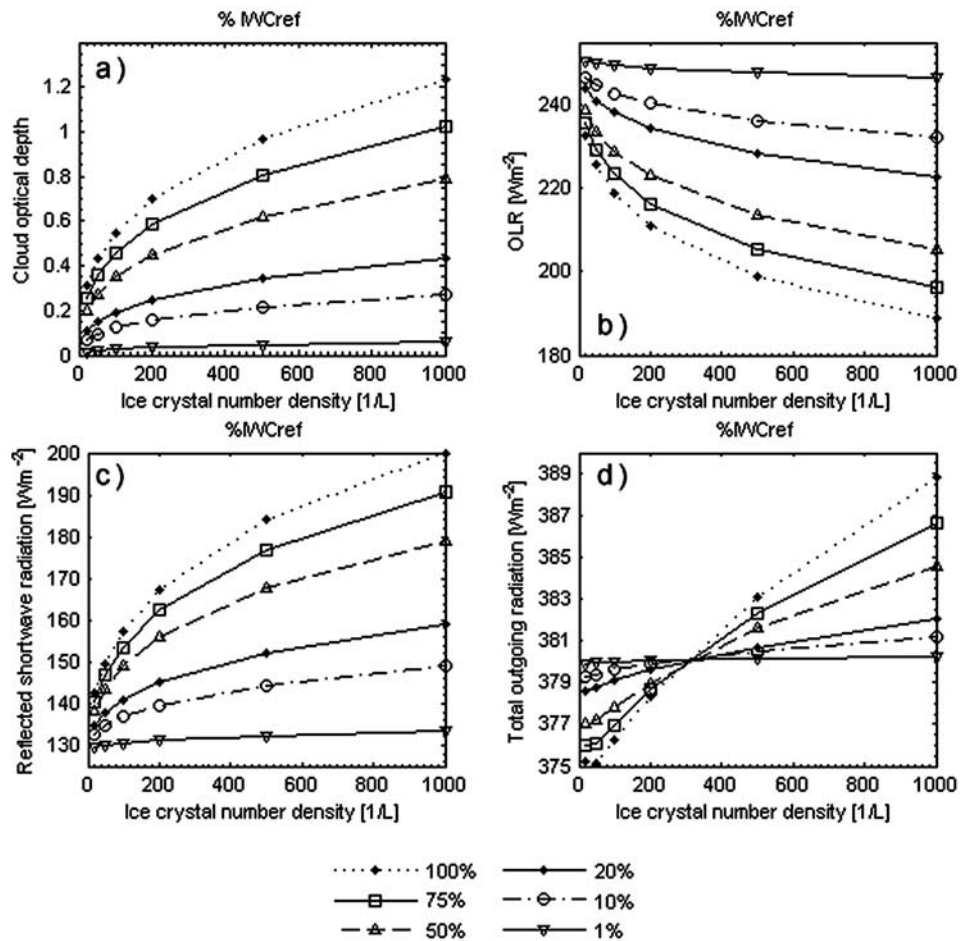 % IWCref
a)
Cloud optical depth
1.2
1
0.8
0.6
0.4
0.2
0
0 200 400 600 800 1000
Ice crystal number density [1/L]
%IWCref
b)
OLR [Wm-2]
240
220
200
180
0 200 400 600 800 1000
Ice crystal number density [1/L]
%IWCref
c)
Reflected shortwave radiation [Wm-2]
200
190
180
170
160
150
140
130
0 200 400 600 800 1000
Ice crystal number density [1/L]
%IWCref
d)
Total outgoing radiation [Wm-2]
389
387
385
383
381
379
377
375
0 200 400 600 800 1000
Ice crystal number density [1/L]
100%
75%
50%
20%
10%
1%